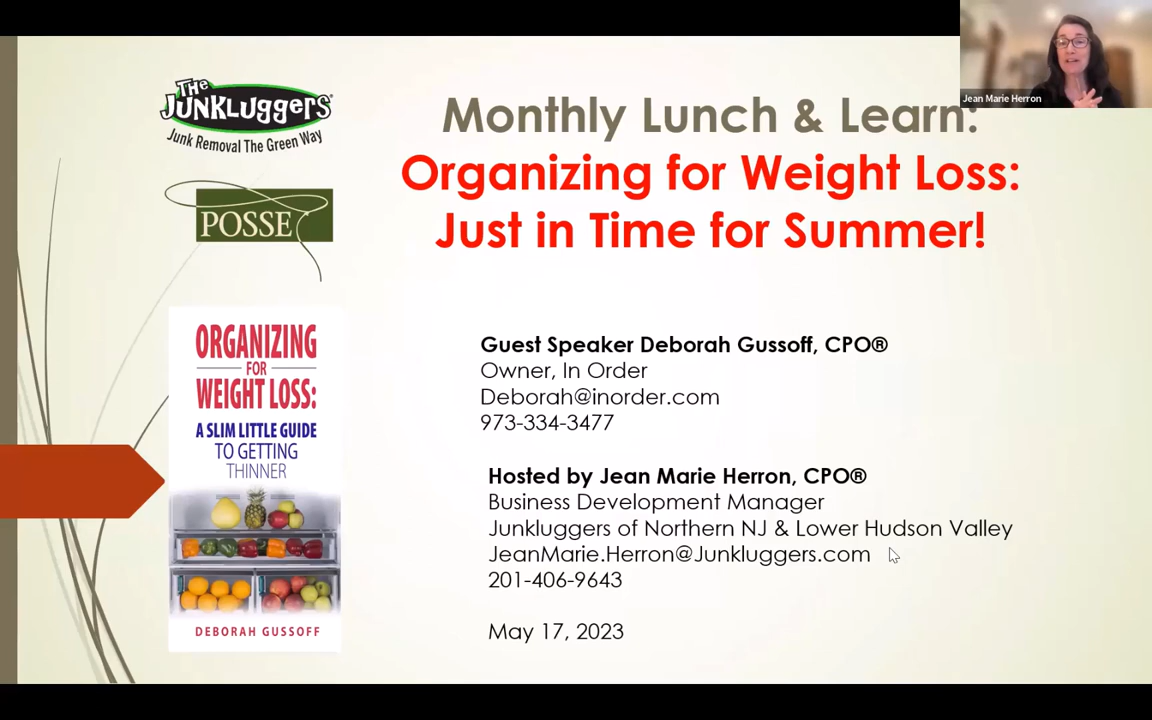 THE
JUNKLUGGERS®
Junk Removal The Green Way
POSSE
Monthly Lunch & Learn:
Organizing for Weight Loss:
Just in Time for Summer!
Jean Marie Herron
ORGANIZING
FOR
WEIGHT LOSS:
A SLIM LITTLE GUIDE
TO GETTING
THINNER
DEBORAH GUSSOFF
Guest Speaker Deborah Gussoff, CPO®
Owner, In Order
Deborah@inorder.com
973-334-3477
Hosted by Jean Marie Herron, CPO®
Business Development Manager
Junkluggers of Northern NJ & Lower Hudson Valley
JeanMarie.Herron@Junkluggers.com
201-406-9643
May 17, 2023